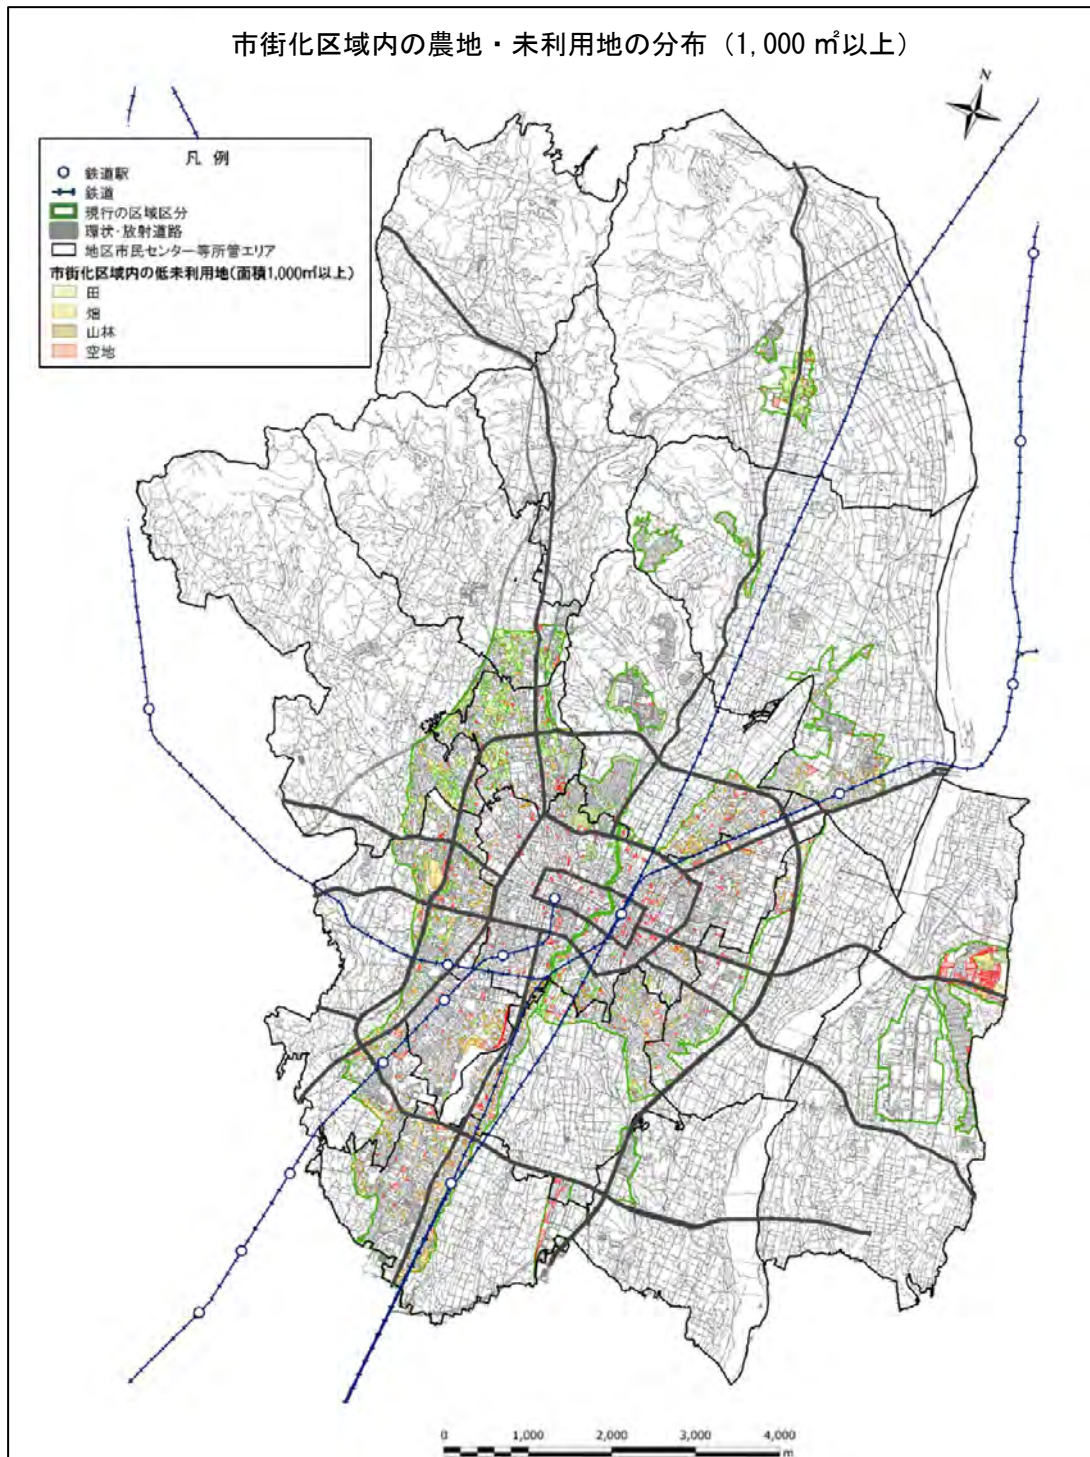 市街化区域内の農地・未利用地の分布（1,000 ㎡以上）
N
凡 例
鉄道駅
鉄道
現行の区域区分
環状・放射道路
地区市民センター等所管エリア
市街化区域内の低未利用地(面積1,000㎡以上)
田
畑
山林
空地
0 1,000 2,000 3,000 4,000
m